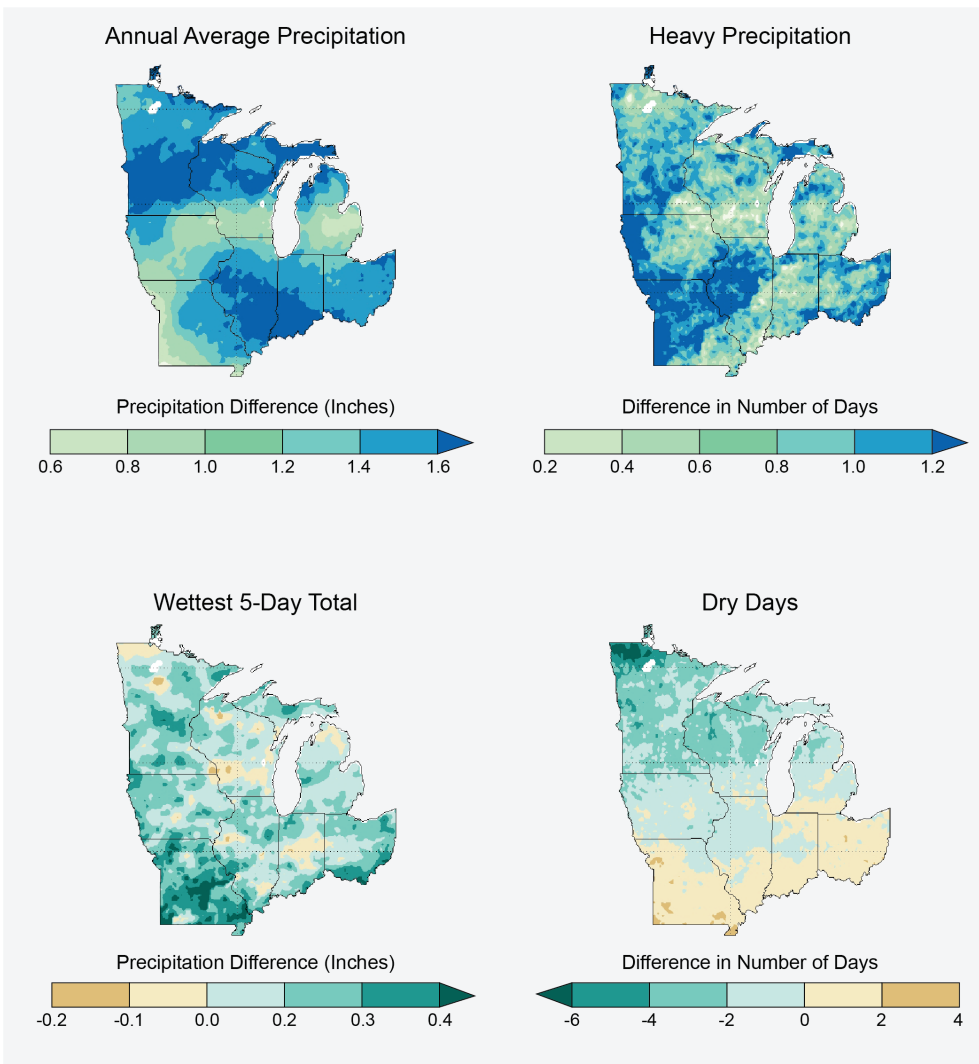 Annual Average Precipitation
Heavy Precipitation
Precipitation Difference (Inches)
0.6 0.8 1.0 1.2 1.4 1.6
Difference in Number of Days
0.2 0.4 0.6 0.8 1.0 1.2
Wettest 5-Day Total
Dry Days
Precipitation Difference (Inches)
-0.2 -0.1 0.0 0.2 0.3 0.4
Difference in Number of Days
-6 -4 -2 0 2 4